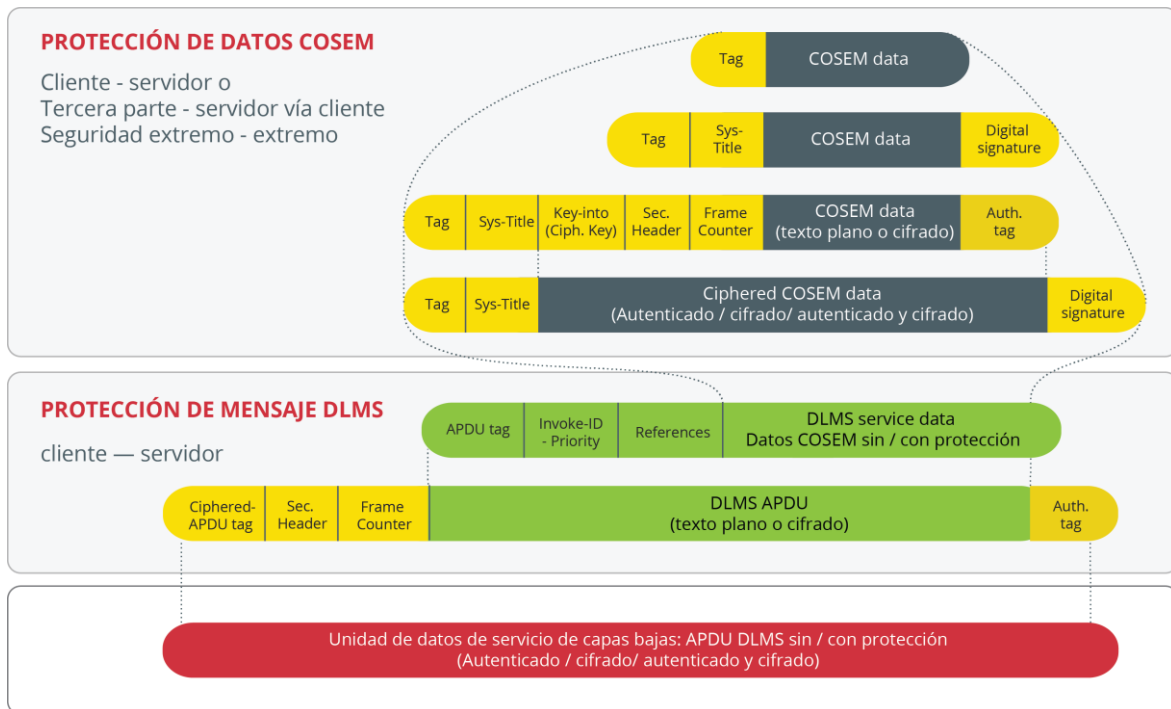 PROTECCIÓN DE DATOS COSEM
Cliente - servidor o
Tercera parte - servidor vía cliente
Seguridad extremo - extremo
Tag
COSEM data
Tag
Sys-
Title
COSEM data
Digital
signature
Tag
Sys-Title
Key-into
(Ciph. Key)
Sec.
Header
Frame
Counter
COSEM data
(texto plano o cifrado)
Auth.
tag
Tag
Sys-Title
Ciphered COSEM data
(Autenticado / cifrado/ autenticado y cifrado)
Digital
signature
PROTECCIÓN DE MENSAJE DLMS
cliente — servidor
APDU tag
Invoke-ID
- Priority
References
DLMS service data
Datos COSEM sin / con protección
Ciphered-
APDU tag
Sec.
Header
Frame
Counter
DLMS APDU
(texto plano o cifrado)
Auth.
tag
Unidad de datos de servicio de capas bajas: APDU DLMS sin / con protección
(Autenticado / cifrado/ autenticado y cifrado)